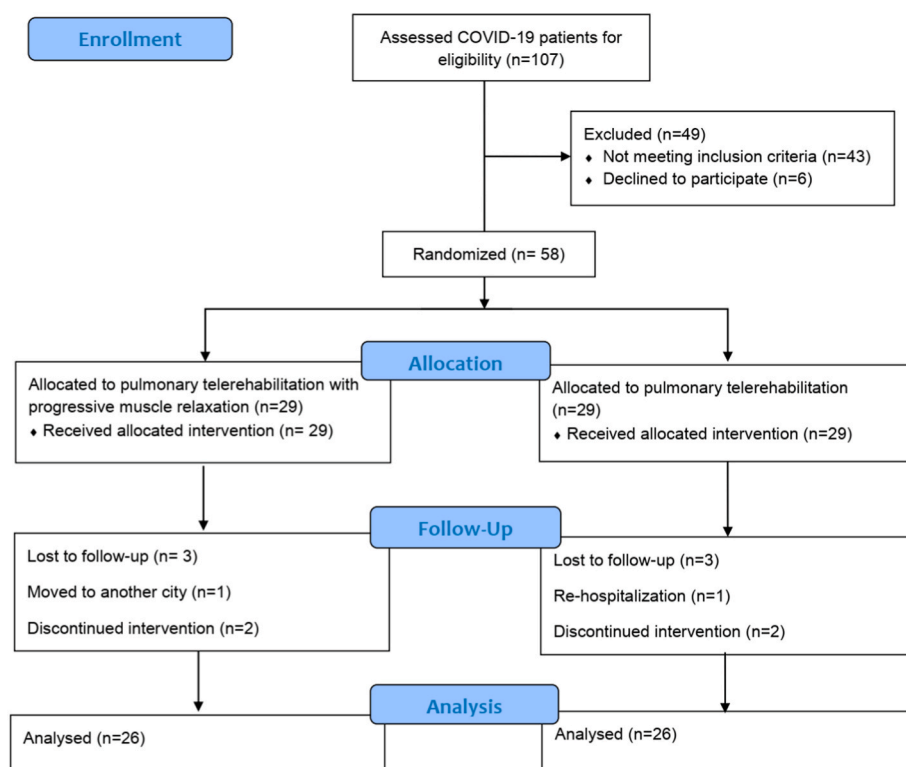 Enrollment
Assessed COVID-19 patients for
eligibility (n=107)
Excluded (n=49)
♦ Not meeting inclusion criteria (n=43)
♦ Declined to participate (n=6)
Randomized (n= 58)
Allocation
Allocated to pulmonary telerehabilitation with
progressive muscle relaxation (n=29)
♦ Received allocated intervention (n= 29)
Allocated to pulmonary telerehabilitation
(n=29)
♦ Received allocated intervention (n=29)
Follow-Up
Lost to follow-up (n= 3)
Moved to another city (n=1)
Discontinued intervention (n=2)
Lost to follow-up (n=3)
Re-hospitalization (n=1)
Discontinued intervention (n=2)
Analysis
Analysed (n=26)
Analysed (n=26)